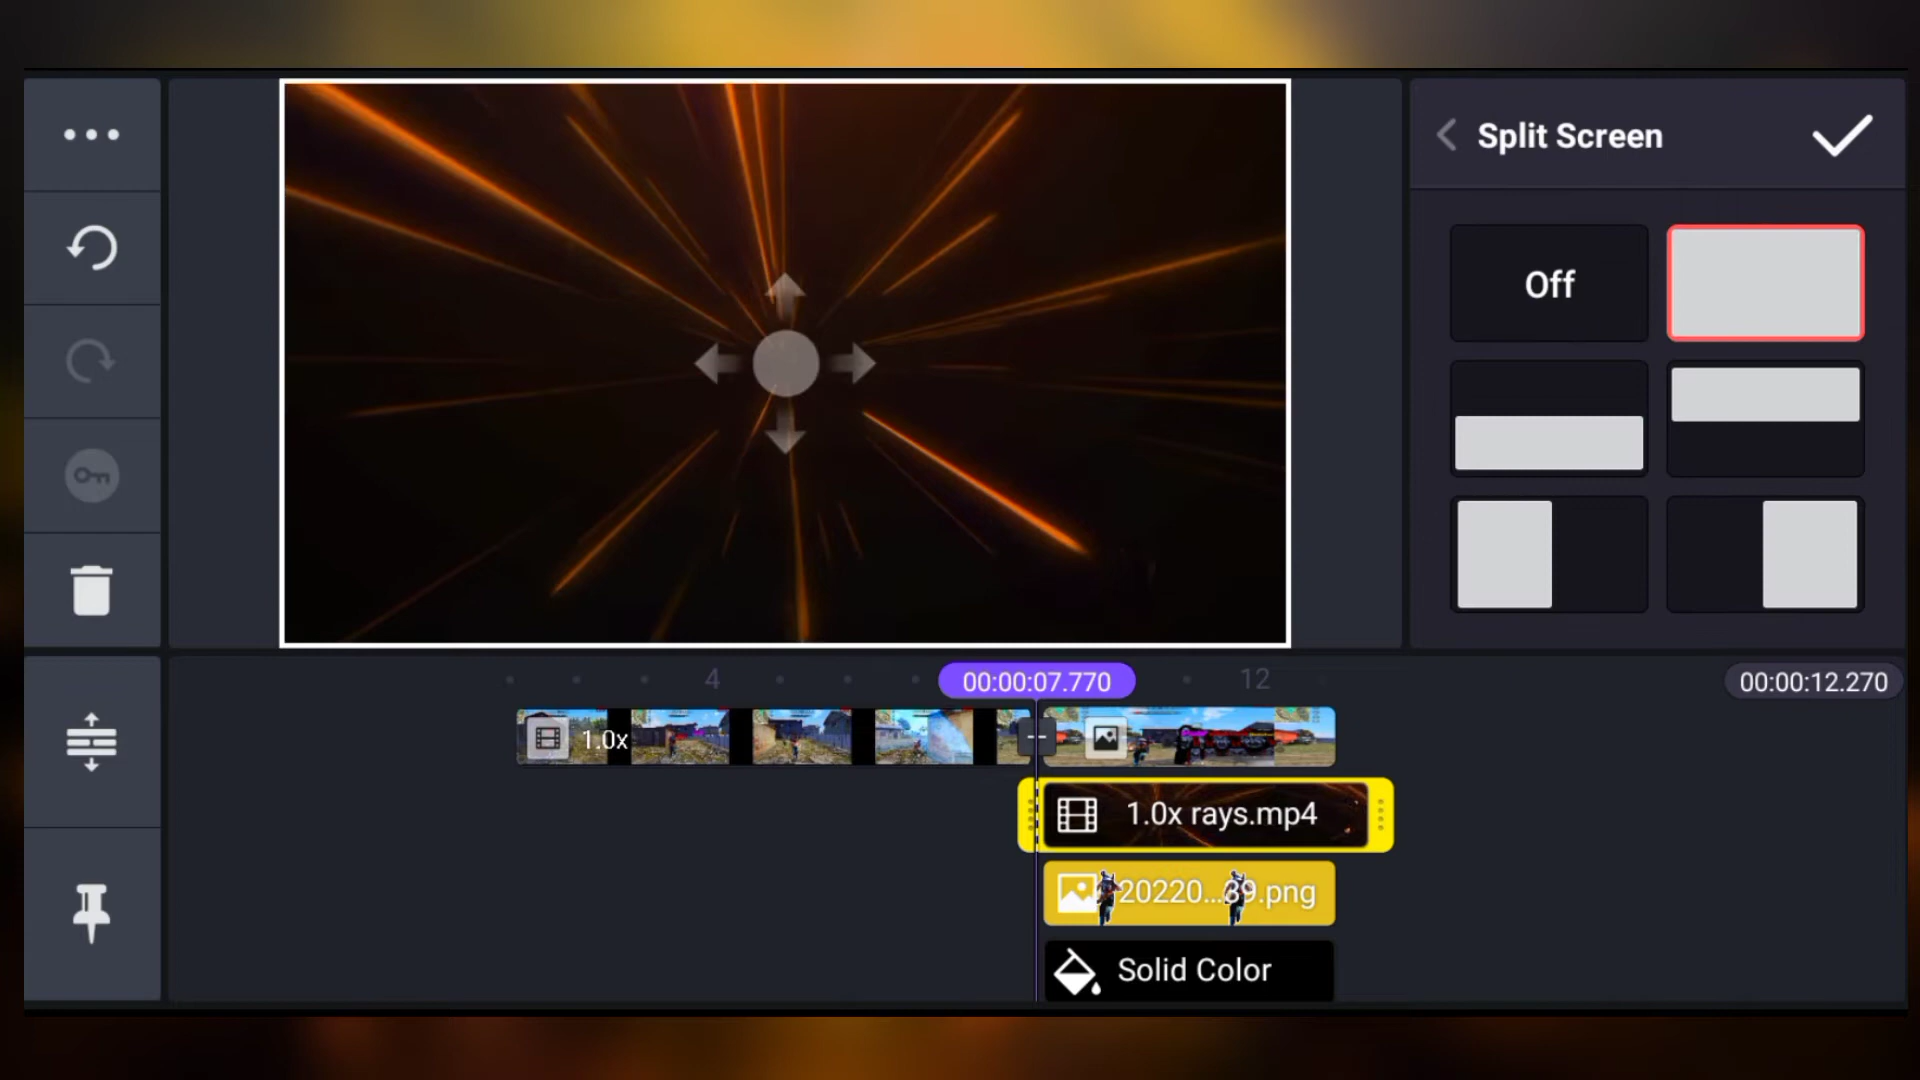 Split Screen
Off
4
00:00:07.770
12
00:00:12.270
1.0x
1.0x rays.mp4
20220...39.png
Solid Color